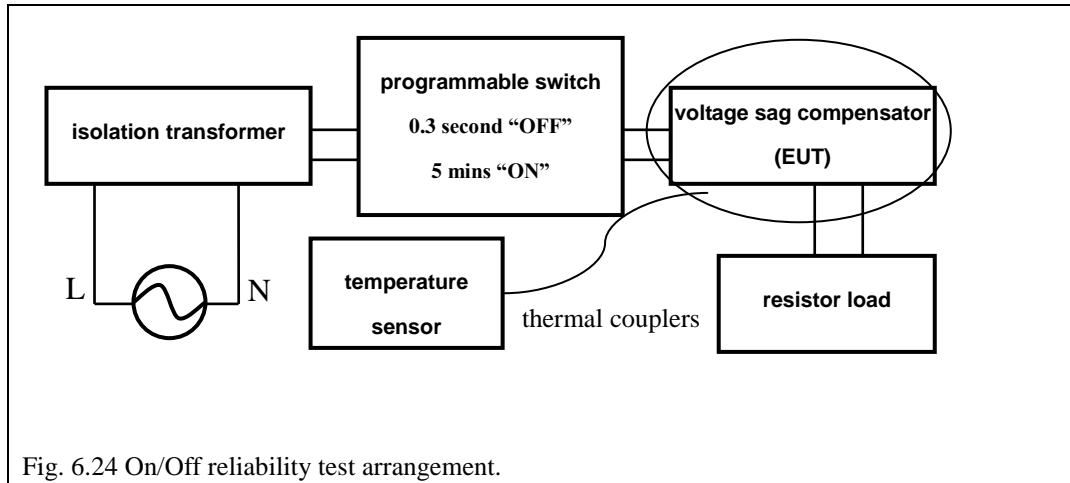 isolation transformer
programmable switch
0.3 second “OFF”
5 mins “ON”
voltage sag compensator
(EUT)
L
N
temperature
sensor
thermal couplers
resistor load
Fig. 6.24 On/Off reliability test arrangement.